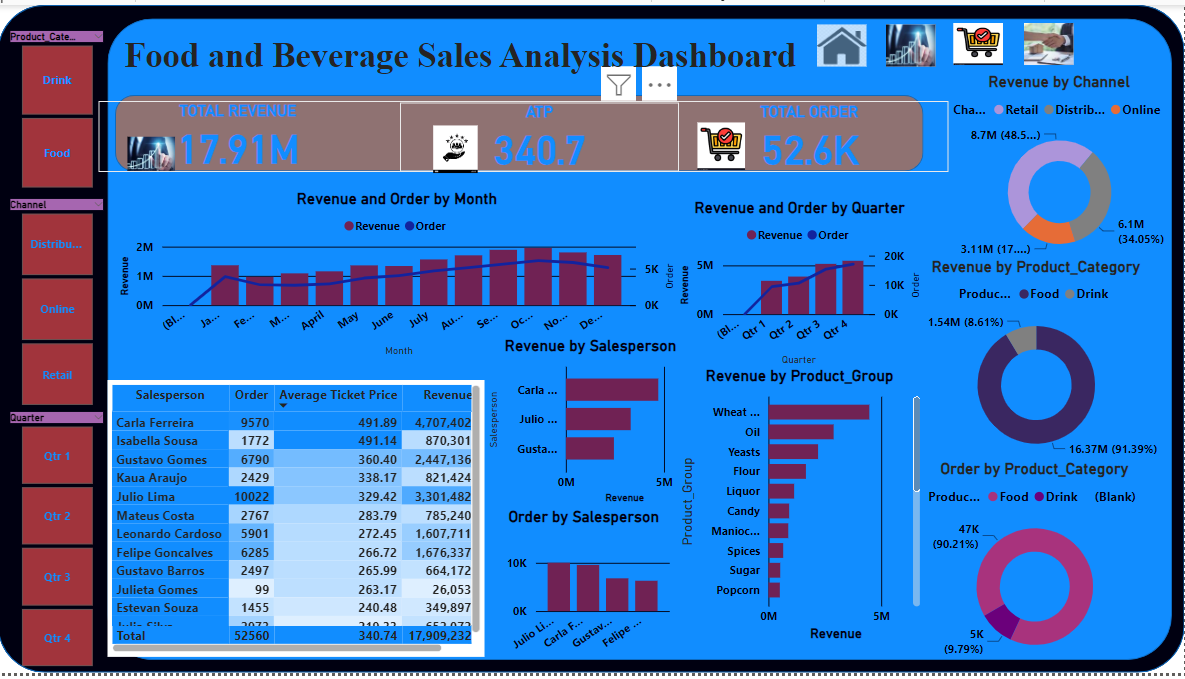 Food and Beverage Sales Analysis Dashboard
Product_Cate...
Drink
Food
Channel
Distribu...
Online
Retail
Quarter
Qtr 1
Qtr 2
Qtr 3
Qtr 4
TOTAL REVENUE
17.91M
ATP
340.7
TOTAL ORDER
52.6K
Revenue and Order by Month
Revenue Order
2M
1M
0M
Revenue
5K
0K
Order
(Bl... Ja... Fe... M... April May June July Au... Se... Oc... No... De...
Month
Revenue and Order by Quarter
Revenue Order
5M
0M
Revenue
20K
10K
0K
Order
(Bl... Qtr 1 Qtr 2 Qtr 3 Qtr 4
Quarter
Revenue by Channel
Cha... Retail Distrib... Online
8.7M (48.5...)
6.1M
(34.05%)
3.11M (17....)
Revenue by Product_Category
Produc... Food Drink
1.54M (8.61%)
16.37M (91.39%)
Order by Product_Category
Produc... Food Drink (Blank)
47K
(90.21%)
5K
(9.79%)
Salesperson Order Average Ticket Price Revenue
Carla Ferreira 9570 491.89 4,707,402
Isabella Sousa 1772 491.14 870,301
Gustavo Gomes 6790 360.40 2,447,136
Kaua Araujo 2429 338.17 821,424
Julio Lima 10022 329.42 3,301,482
Mateus Costa 2767 283.79 785,240
Leonardo Cardoso 5901 272.45 1,607,711
Felipe Goncalves 6285 266.72 1,676,337
Gustavo Barros 2497 265.99 664,172
Julieta Gomes 99 263.17 26,053
Estevan Souza 1455 240.48 349,897
Total 52560 340.74 17,909,232
Revenue by Salesperson
Salesperson
Carla ...
Julio ...
Gusta...
0M 5M
Revenue
Order by Salesperson
10K
0K
Julio Li... Carla F... Gustav... Felipe ...
Revenue by Product_Group
Product_Group
Wheat ...
Oil
Yeasts
Flour
Liquor
Candy
Manioc...
Spices
Sugar
Popcorn
0M 5M
Revenue